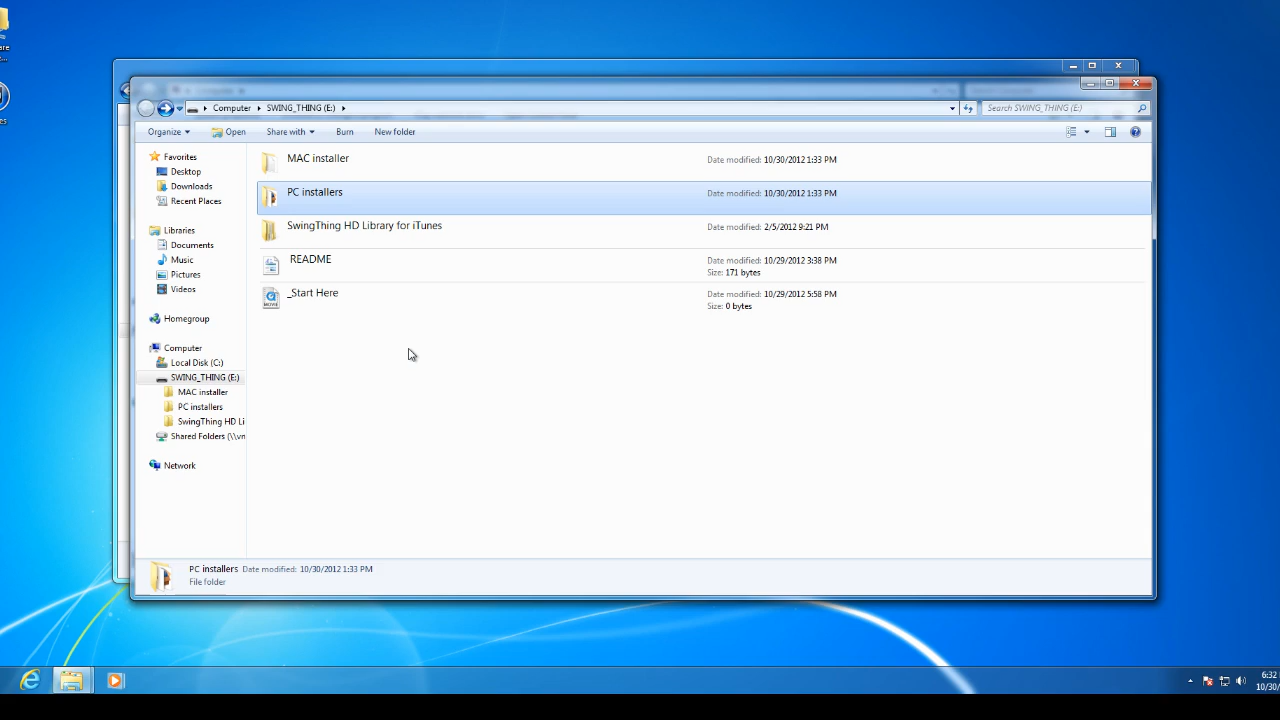 are
...
es
Computer
SWING_THING (E:)
Search SWING_THING (E:)
Organize
Open
Share with
Burn
New folder
Favorites
Desktop
Downloads
Recent Places
Libraries
Documents
Music
Pictures
Videos
Homegroup
Computer
Local Disk (C:)
SWING_THING (E:)
MAC installer
PC installers
SwingThing HD Li
Shared Folders (\\vn
Network
MAC installer
Date modified: 10/30/2012 1:33 PM
PC installers
Date modified: 10/30/2012 1:33 PM
SwingThing HD Library for iTunes
Date modified: 2/5/2012 9:21 PM
README
Date modified: 10/29/2012 3:38 PM
Size: 171 bytes
_Start Here
Date modified: 10/29/2012 5:58 PM
Size: 0 bytes
MOVIE
PC installers Date modified: 10/30/2012 1:33 PM
File folder
6:32
10/30/